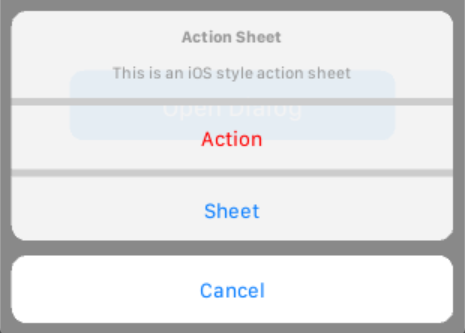 Action Sheet
This is an iOS style action sheet
Open Dialog
Action
Sheet
Cancel